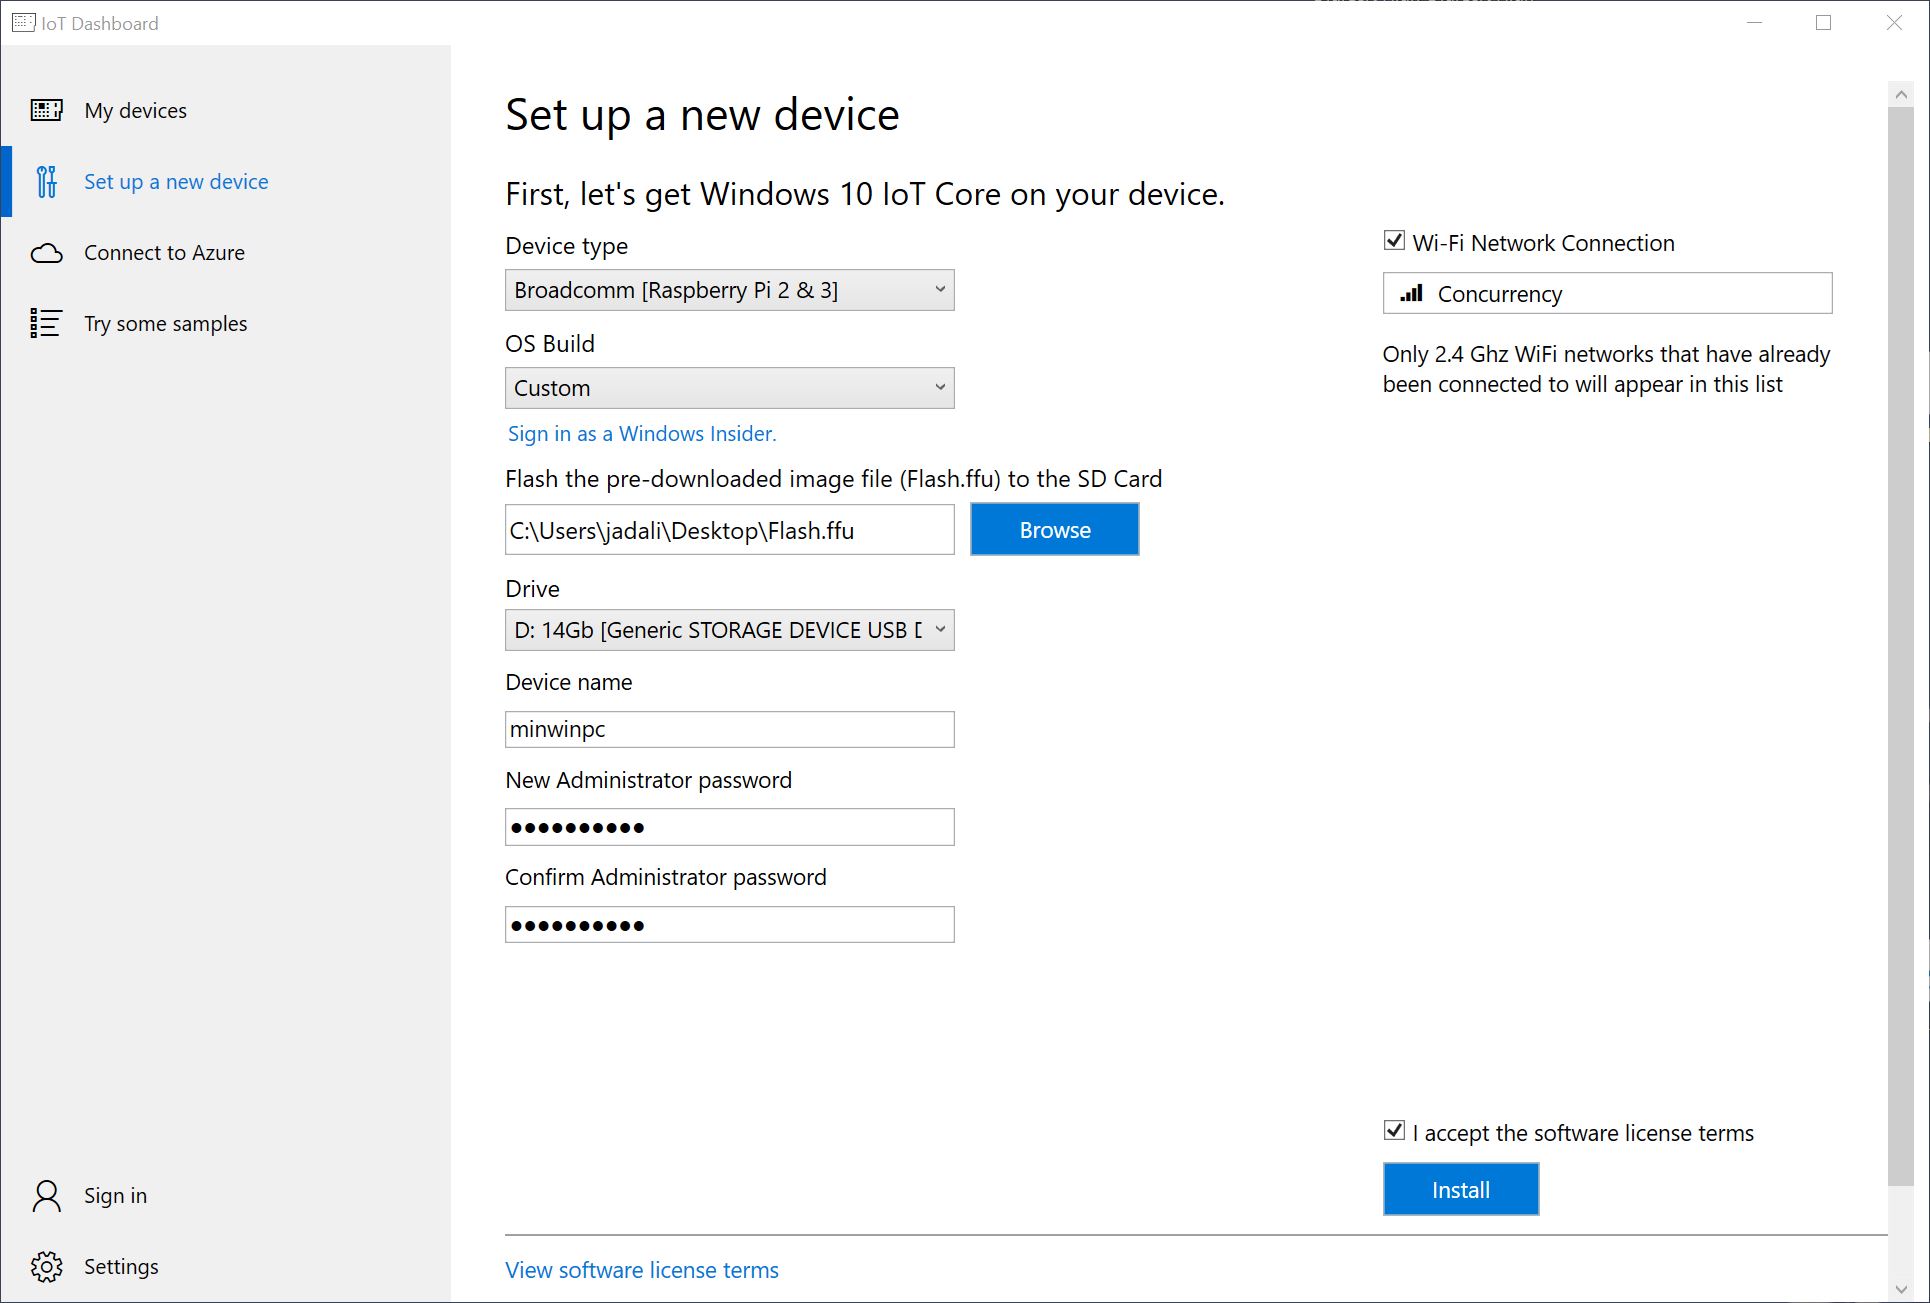 IoT Dashboard
My devices
Set up a new device
Connect to Azure
Try some samples
Sign in
Settings
Set up a new device
First, let's get Windows 10 IoT Core on your device.
Device type
Broadcomm [Raspberry Pi 2 & 3]
OS Build
Custom
Sign in as a Windows Insider.
Flash the pre-downloaded image file (Flash.ffu) to the SD Card
C:\Users\jadali\Desktop\Flash.ffu
Browse
Drive
D: 14Gb [Generic STORAGE DEVICE USB
Device name
minwinpc
New Administrator password
●●●●●●●●●●
Confirm Administrator password
●●●●●●●●●●
Wi-Fi Network Connection
Concurrency
Only 2.4 Ghz WiFi networks that have already
been connected to will appear in this list
I accept the software license terms
Install
View software license terms